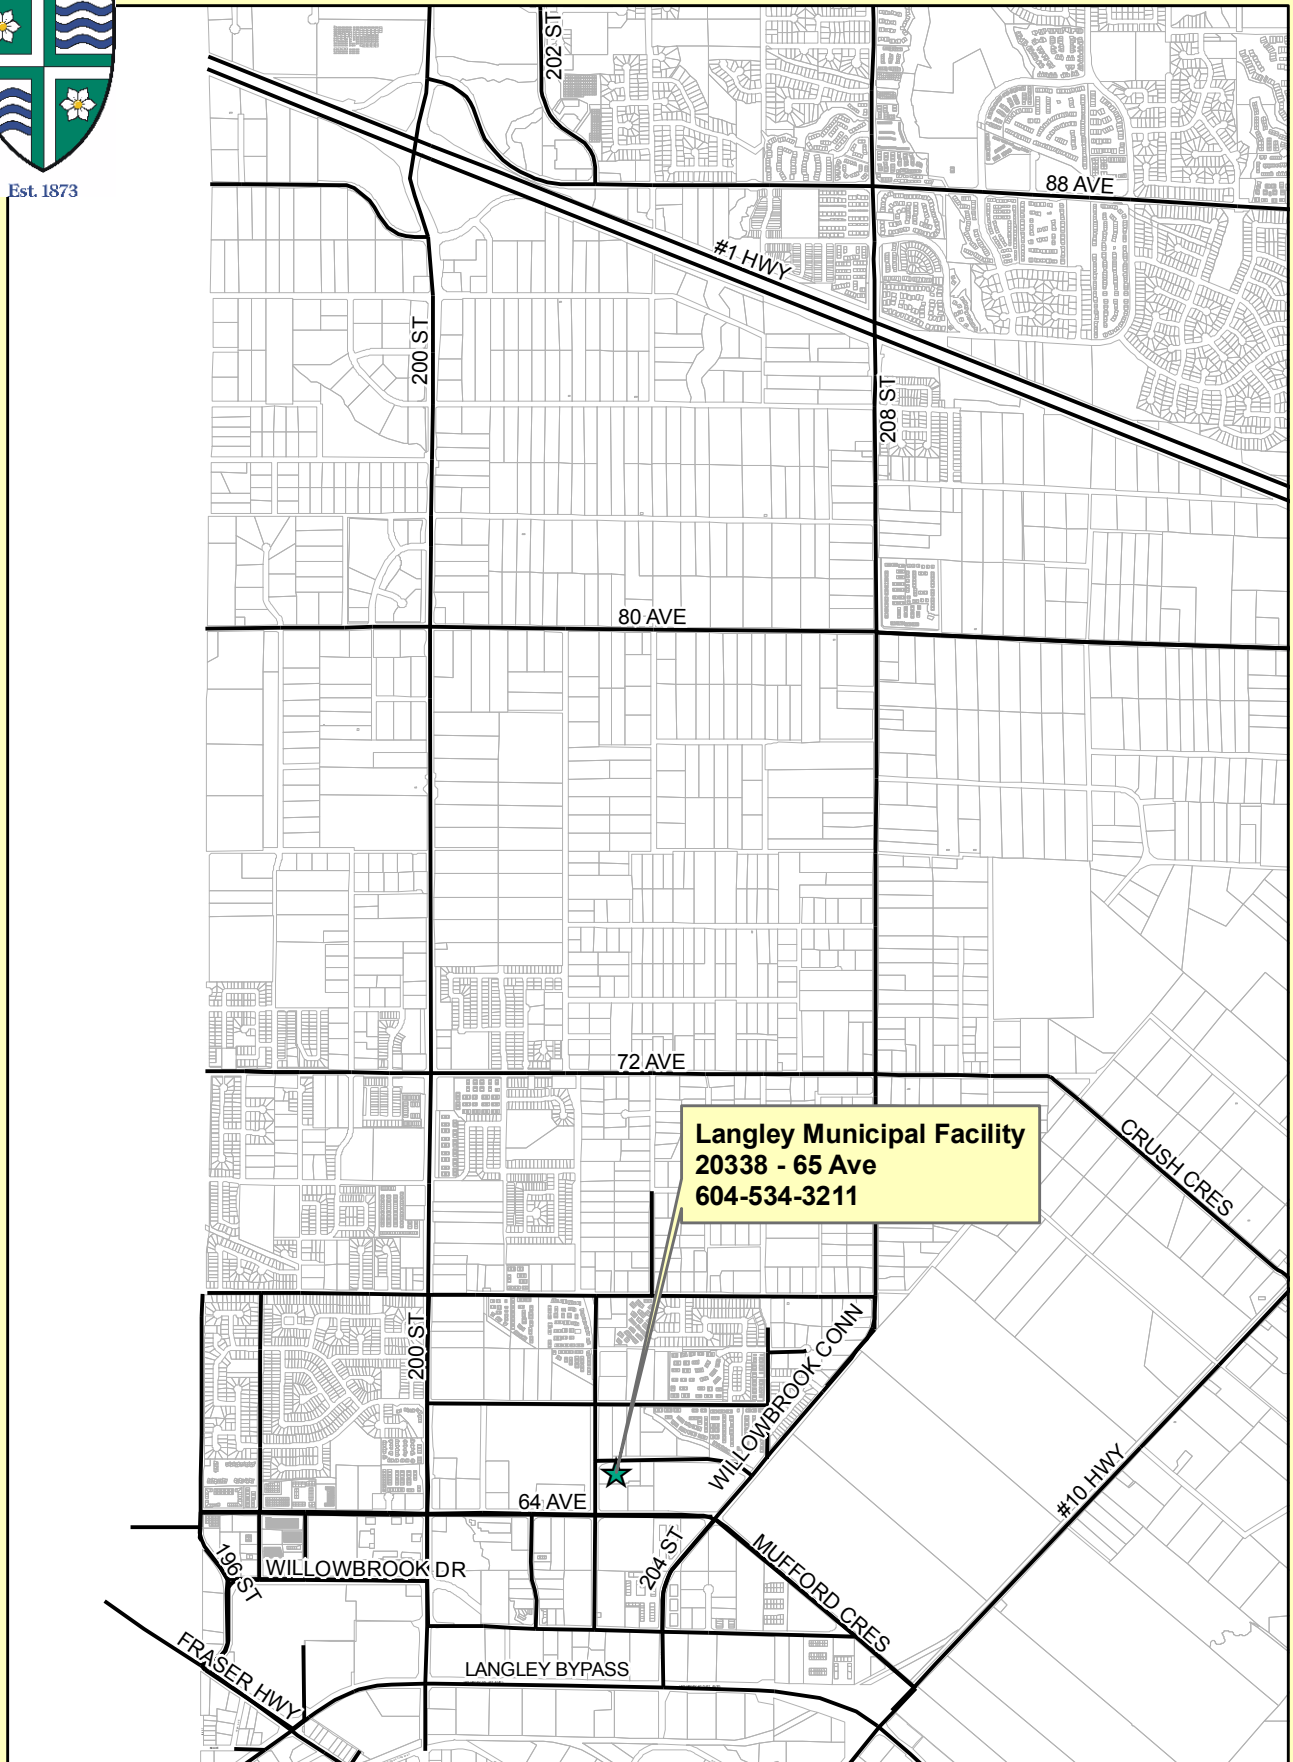 Est. 1873
202 ST
88 AVE
#1 HWY
200 ST
208 ST
80 AVE
72 AVE
Langley Municipal Facility
20338 - 65 Ave
604-534-3211
CRUSH CRES
200 ST
WILLOWBROOK CONN
#10 HWY
64 AVE
196 ST
WILLOWBROOK DR
204 ST
MUFFORD CRES
FRASER HWY
LANGLEY BYPASS